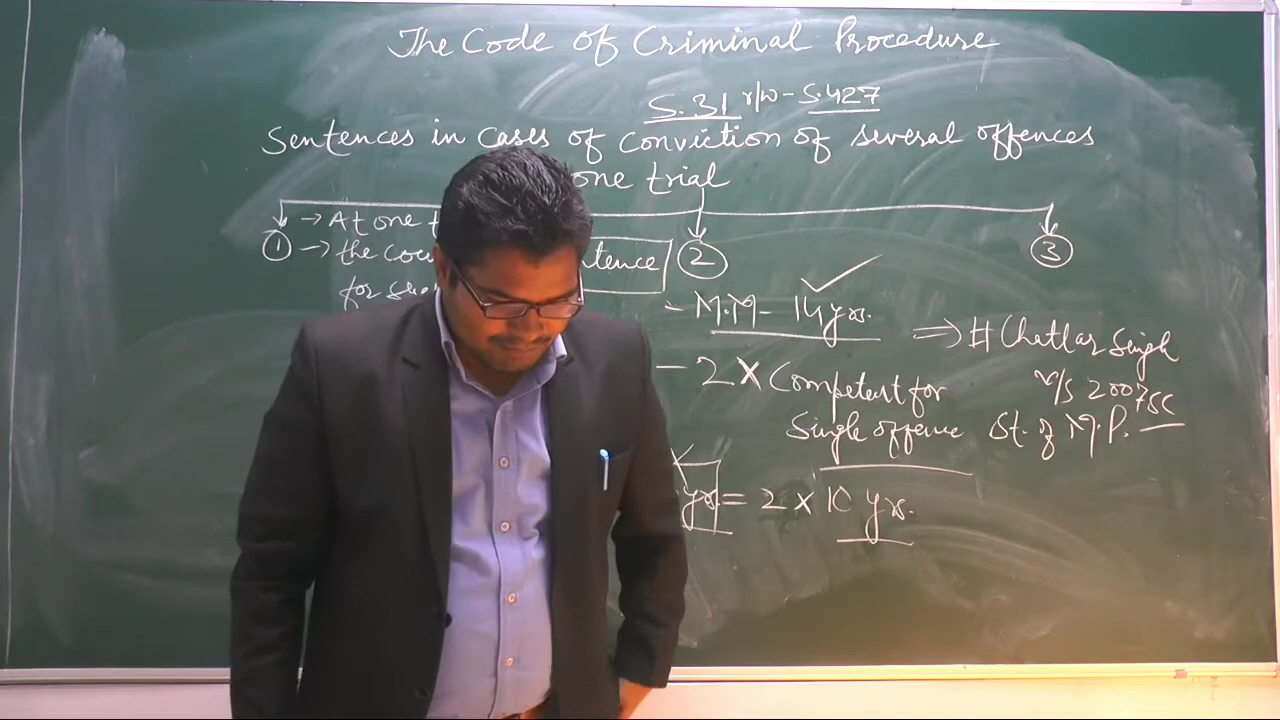 The Code of Criminal Procedure
S.31 r/w - S.427
Sentences in cases of conviction of several offences
one trial
① → At one t
→ the cou
for
tence
②
- M.M - 14 yrs.
- 2 × Competent for
Single offence
yrs = 2 × 10 yrs.
③
⇒ # Chatlar Singh
v/s 2007 SC
St. of M.P.